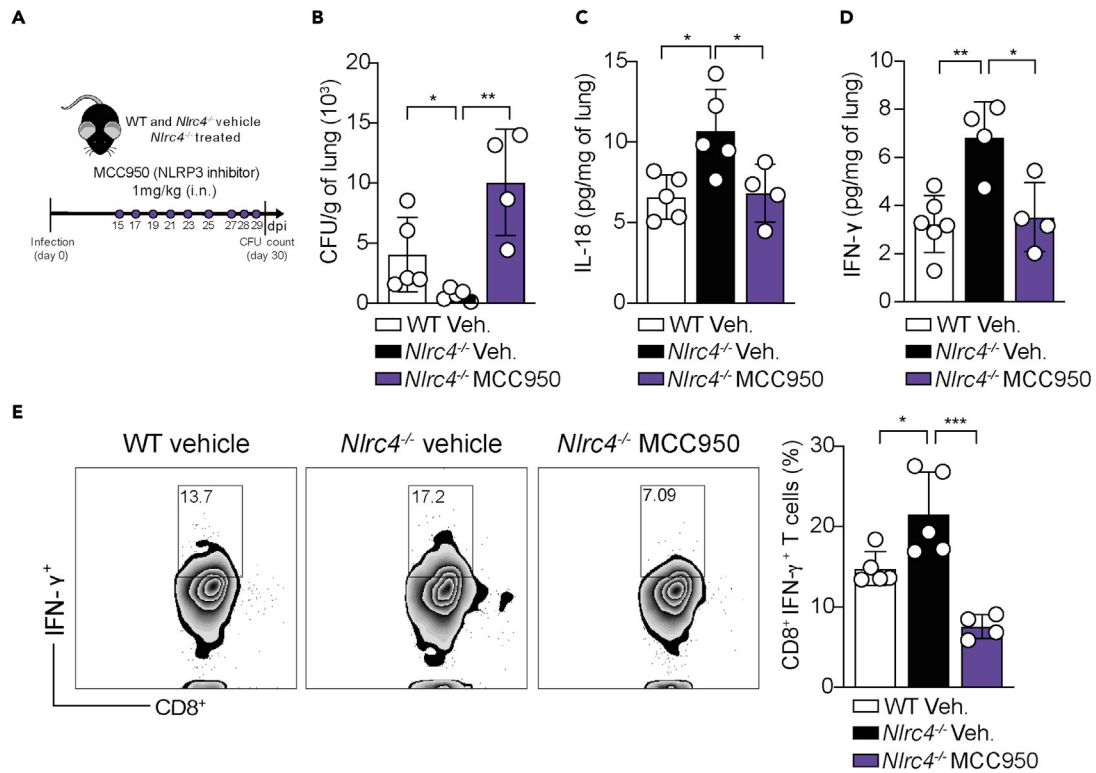 A
WT and Nlrc4-/- vehicle
Nlrc4-/- treated
MCC950 (NLRP3 inhibitor)
1mg/kg (i.n.)
15 17 19 21 23 25 27 28 29 dpi
Infection
(day 0)
CFU count
(day 30)
B
CFU/g of lung (10³)
20
15
10
5
0
* **
WT Veh.
Nlrc4-/- Veh.
Nlrc4-/- MCC950
C
IL-18 (pg/mg of lung)
15
10
5
0
* *
WT Veh.
Nlrc4-/- Veh.
Nlrc4-/- MCC950
D
IFN-γ (pg/mg of lung)
10
8
6
4
2
0
** *
WT Veh.
Nlrc4-/- Veh.
Nlrc4-/- MCC950
E
WT vehicle
Nlrc4-/- vehicle
Nlrc4-/- MCC950
13.7
17.2
7.09
IFN-γ+
CD8+
CD8+ IFN-γ+ T cells (%)
30
20
10
0
* ***
WT Veh.
Nlrc4-/- Veh.
Nlrc4-/- MCC950